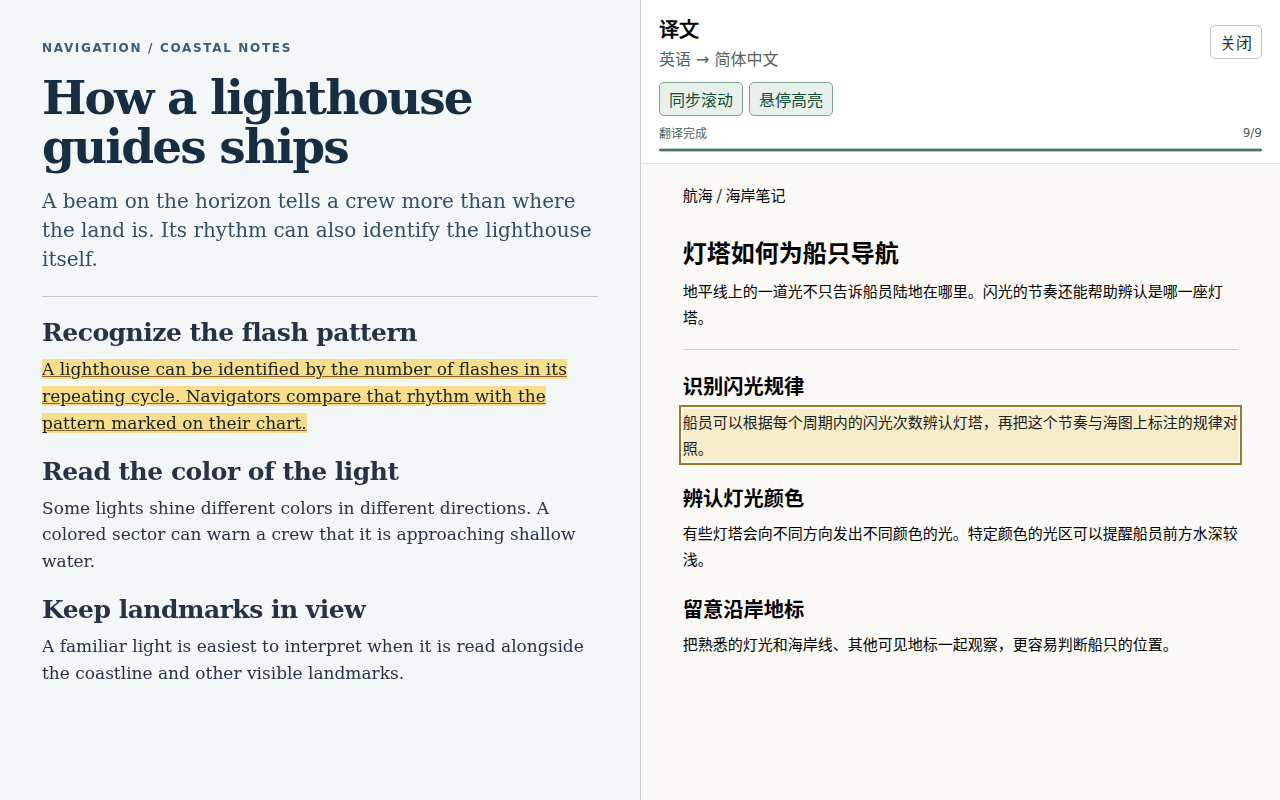 NAVIGATION / COASTAL NOTES
How a lighthouse
guides ships
A beam on the horizon tells a crew more than where
the land is. Its rhythm can also identify the lighthouse
itself.
Recognize the flash pattern
A lighthouse can be identified by the number of flashes in its
repeating cycle. Navigators compare that rhythm with the
pattern marked on their chart.
Read the color of the light
Some lights shine different colors in different directions. A
colored sector can warn a crew that it is approaching shallow
water.
Keep landmarks in view
A familiar light is easiest to interpret when it is read alongside
the coastline and other visible landmarks.
译文
英语 → 简体中文
关闭
同步滚动 悬停高亮
翻译完成 9/9
航海 / 海岸笔记
灯塔如何为船只导航
地平线上的一道光不只告诉船员陆地在哪里。闪光的节奏还能帮助辨认是哪一座灯
塔。
识别闪光规律
船员可以根据每个周期内的闪光次数辨认灯塔，再把这个节奏与海图上标注的规律对
照。
辨认灯光颜色
有些灯塔会向不同方向发出不同颜色的光。特定颜色的光区可以提醒船员前方水深较
浅。
留意沿岸地标
把熟悉的灯光和海岸线、其他可见地标一起观察，更容易判断船只的位置。